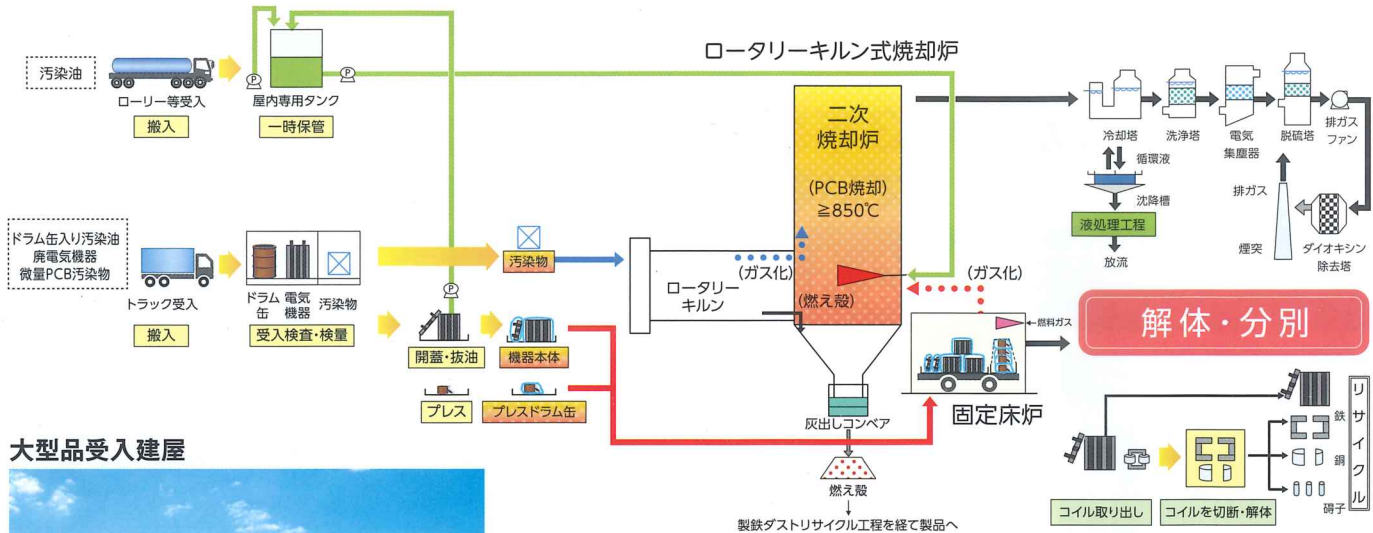 ロータリーキルン式焼却炉
汚染油
P
P
ローリー等受入
屋内専用タンク
搬入
一時保管
二次
焼却炉
(PCB焼却)
≧850℃
冷却塔
洗浄塔
電気
集塵器
脱硫塔
排ガス
ファン
循環液
沈降槽
液処理工程
放流
排ガス
煙突
ダイオキシン
除去塔
ドラム缶入り汚染油
廃電気機器
微量PCB汚染物
トラック受入
搬入
ドラム
缶
電気
機器
汚染物
受入検査・検量
汚染物
P
開蓋・抜油
機器本体
プレス
プレスドラム缶
ロータリー
キルン
(ガス化)
(ガス化)
(燃え殻)
燃料ガス
固定床炉
灰出しコンベア
燃え殻
製鉄ダストリサイクル工程を経て製品へ
解体・分別
コイル取り出し
コイルを切断・解体
鉄
銅
碍子
リサイクル
大型品受入建屋